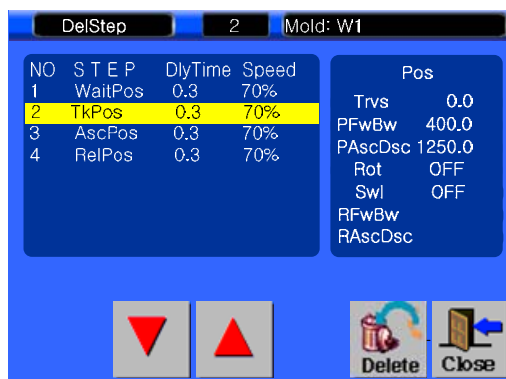 DelStep 2 Mold: W1
NO STEP DlyTime Speed
1 WaitPos 0.3 70%
2 TkPos 0.3 70%
3 AscPos 0.3 70%
4 RelPos 0.3 70%
Pos
Trvs 0.0
PFwBw 400.0
PAscDsc 1250.0
Rot OFF
Swl OFF
RFwBw
RAscDsc
Delete Close